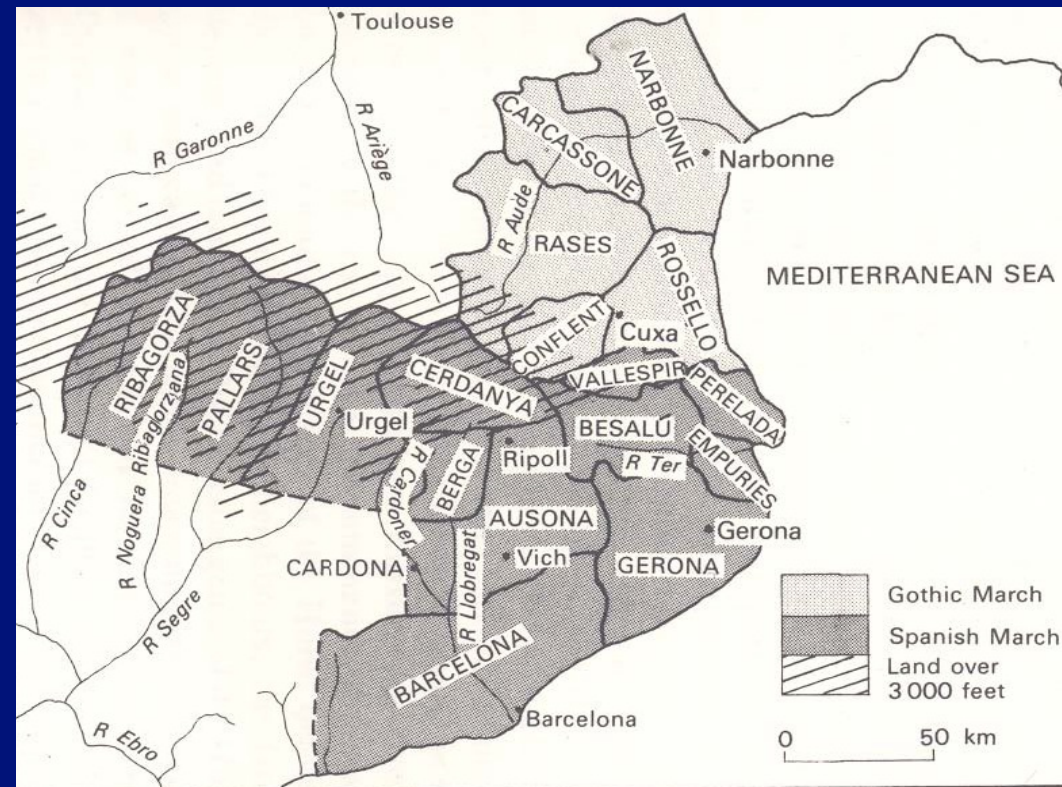 Toulouse
R Garonne
R Ariège
NARBONNE
CARCASSONE
Narbonne
R Aude
RASES
ROSSELLO
MEDITERRANEAN SEA
CONFLENT
Cuxa
VALLESPIR
PERELADA
RIBAGORZA
PALLARS
URGEL
CERDANYA
R Noguera Ribagorzana
Urgel
BESALÚ
EMPURIES
R Cardoner
BERGA
Ripoll
R Ter
R Cinca
AUSONA
Gerona
CARDONA
Vich
GERONA
R Segre
R Llobregat
BARCELONA
Barcelona
R Ebro
Gothic March
Spanish March
Land over
3 000 feet
0 50 km